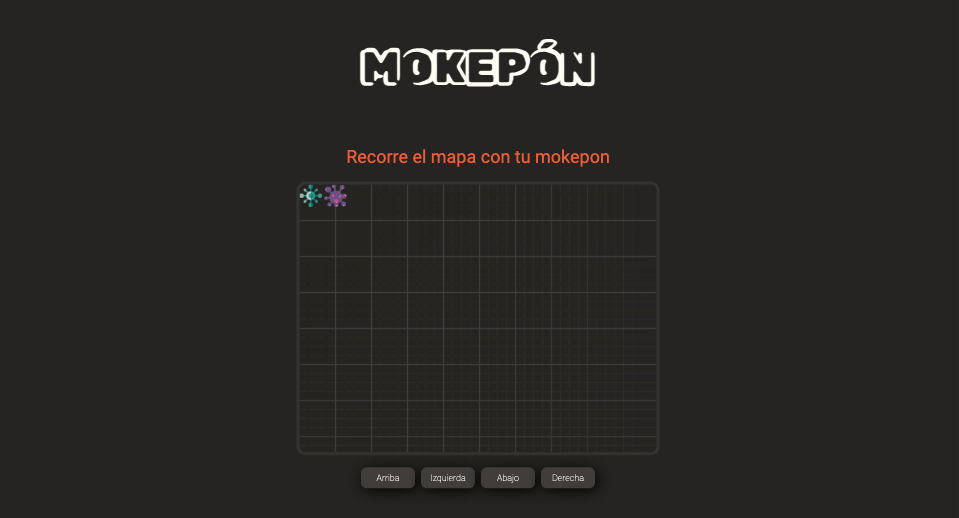 MOKEPÓN
Recorre el mapa con tu mokepon
Arriba
Izquierda
Abajo
Derecha